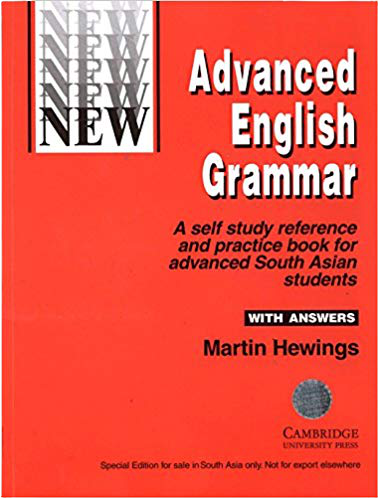 NEW
NEW
NEW
NEW
NEW
Advanced
English
Grammar
A self study reference
and practice book for
advanced South Asian
students
WITH ANSWERS
Martin Hewings
CAMBRIDGE
UNIVERSITY PRESS
Special Edition for sale in South Asia only. Not for export elsewhere